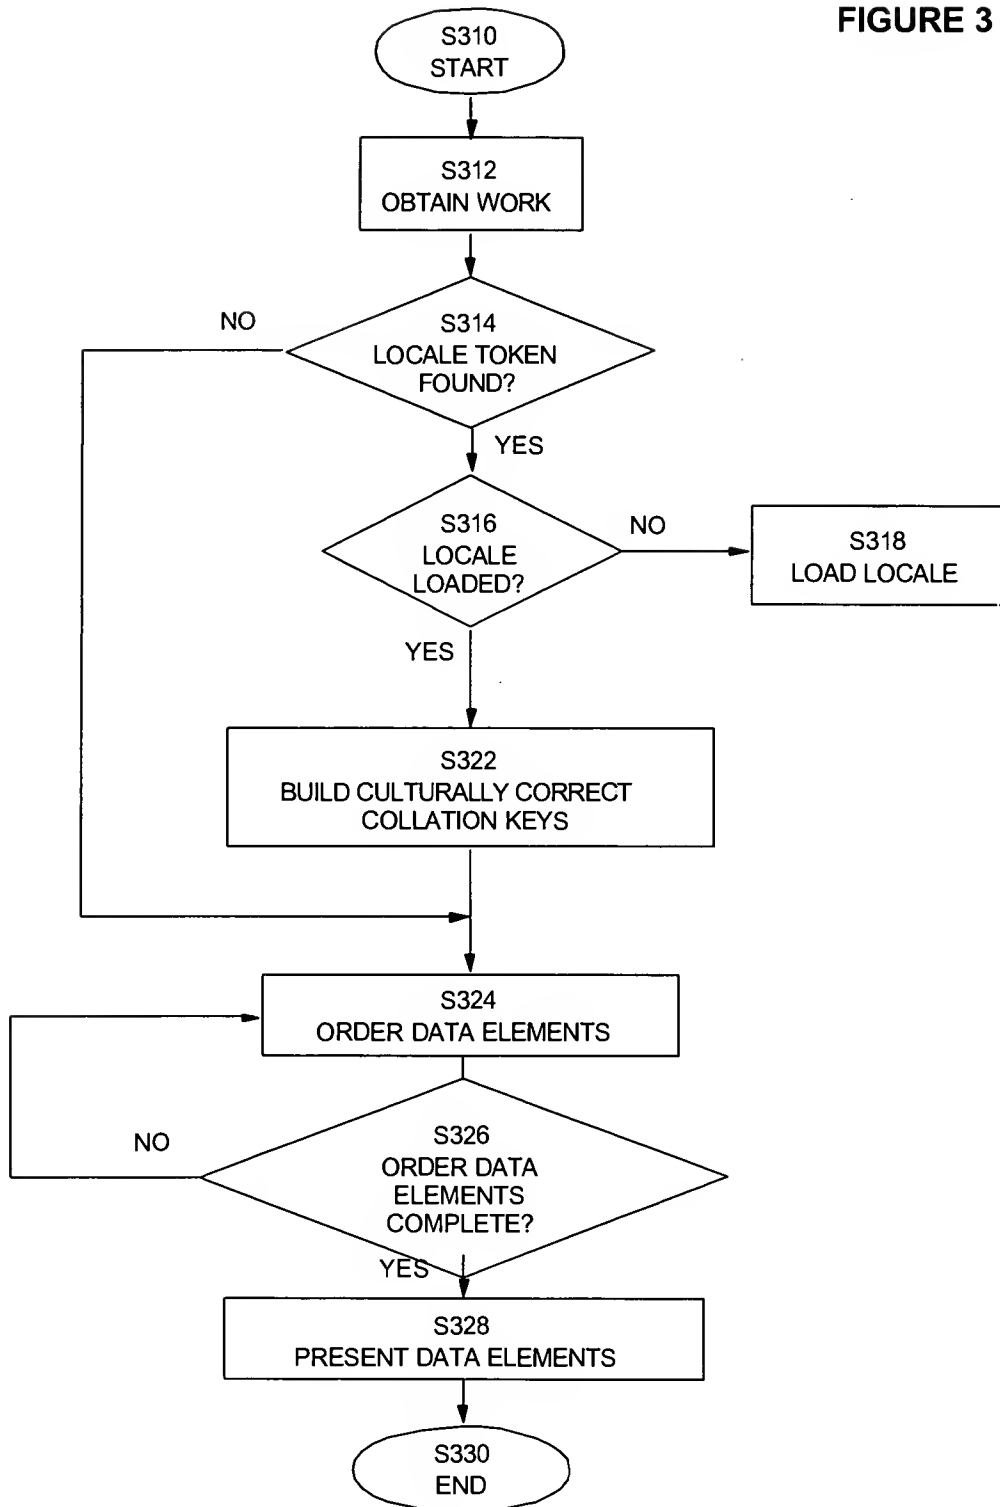 FIGURE 3
S310
START
S312
OBTAIN WORK
NO
S314
LOCALE TOKEN
FOUND?
YES
S316
LOCALE
LOADED?
NO
S318
LOAD LOCALE
YES
S322
BUILD CULTURALLY CORRECT
COLLATION KEYS
S324
ORDER DATA ELEMENTS
NO
S326
ORDER DATA
ELEMENTS
COMPLETE?
YES
S328
PRESENT DATA ELEMENTS
S330
END